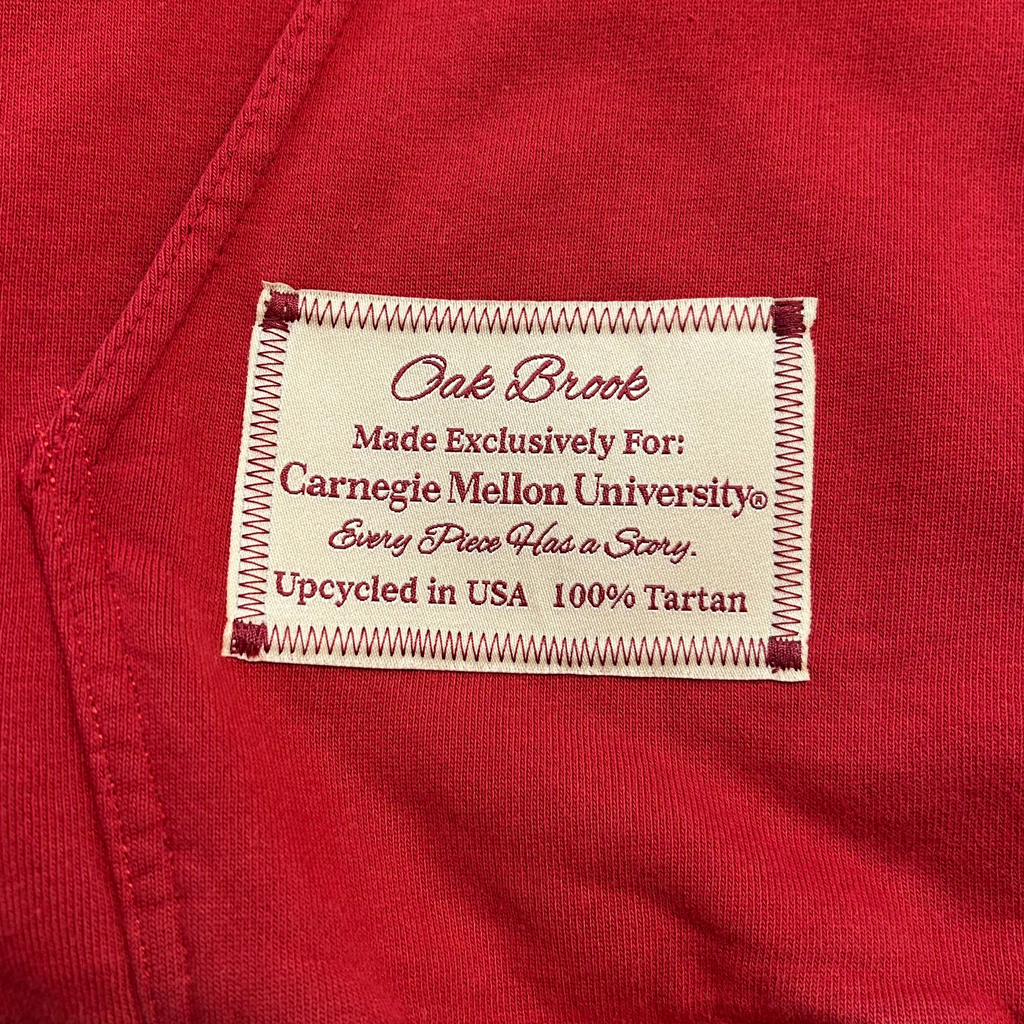 Oak Brook
Made Exclusively For:
Carnegie Mellon University®
Every Piece Has a Story.
Upcycled in USA 100% Tartan